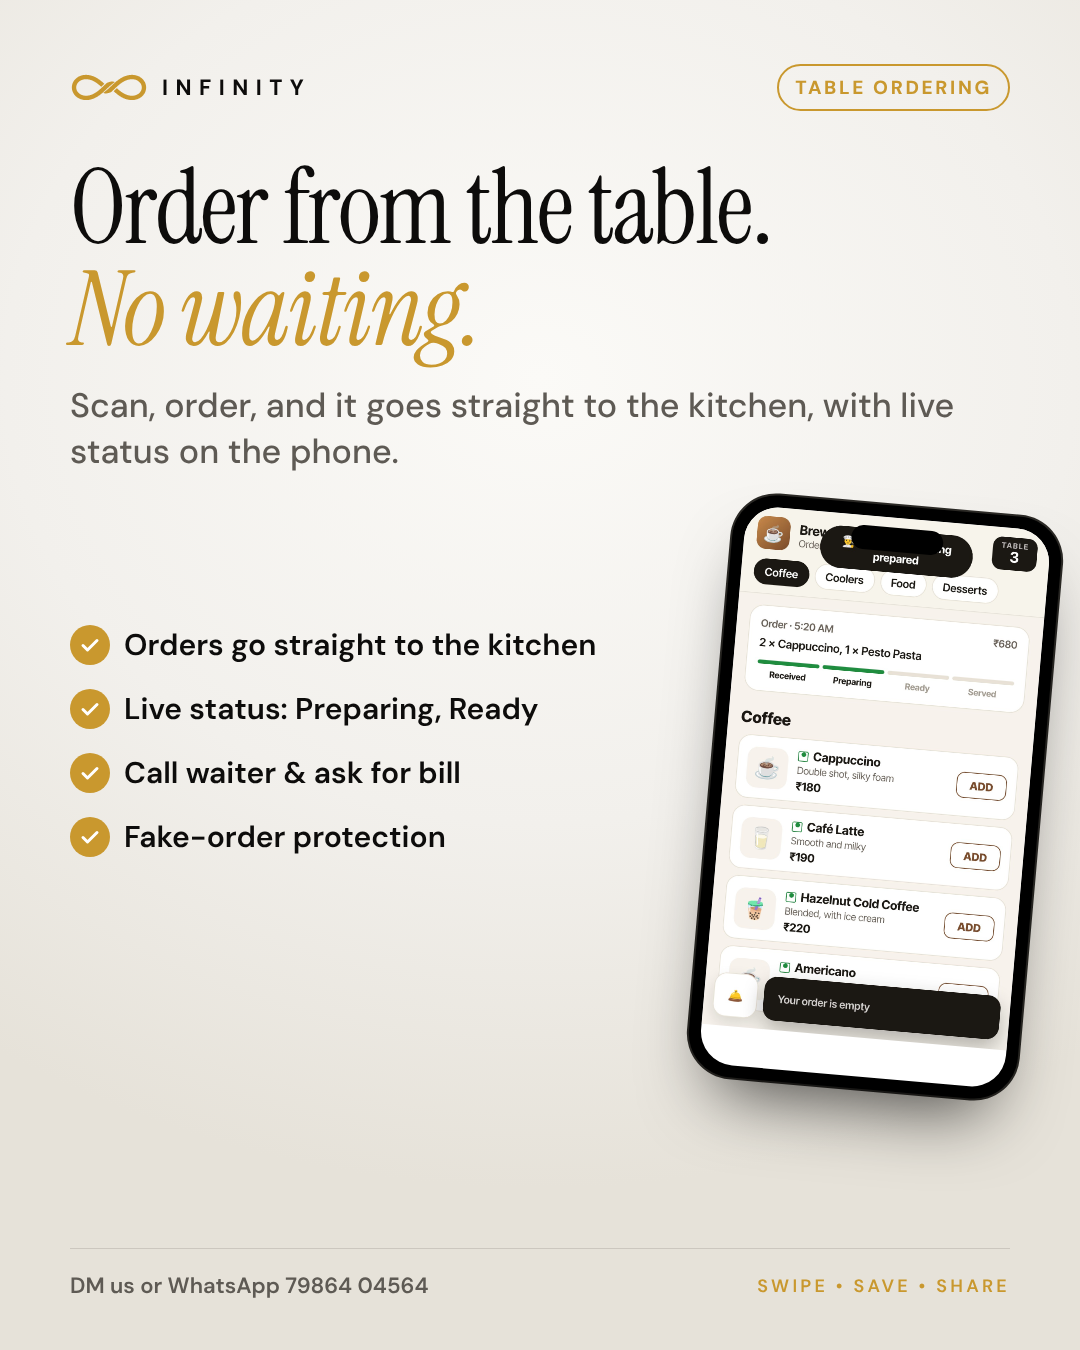 INFINITY
TABLE ORDERING
Order from the table.
No waiting.
Scan, order, and it goes straight to the kitchen, with live
status on the phone.
Orders go straight to the kitchen
Live status: Preparing, Ready
Call waiter & ask for bill
Fake-order protection
prepared
TABLE
3
Coffee
Coolers
Food
Desserts
Order · 5:20 AM
₹680
2 × Cappuccino, 1 × Pesto Pasta
Received
Preparing
Ready
Served
Coffee
Cappuccino
Double shot, silky foam
₹180
ADD
Café Latte
Smooth and milky
₹190
ADD
Hazelnut Cold Coffee
Blended, with ice cream
₹220
ADD
Americano
Your order is empty
DM us or WhatsApp 79864 04564
SWIPE • SAVE • SHARE